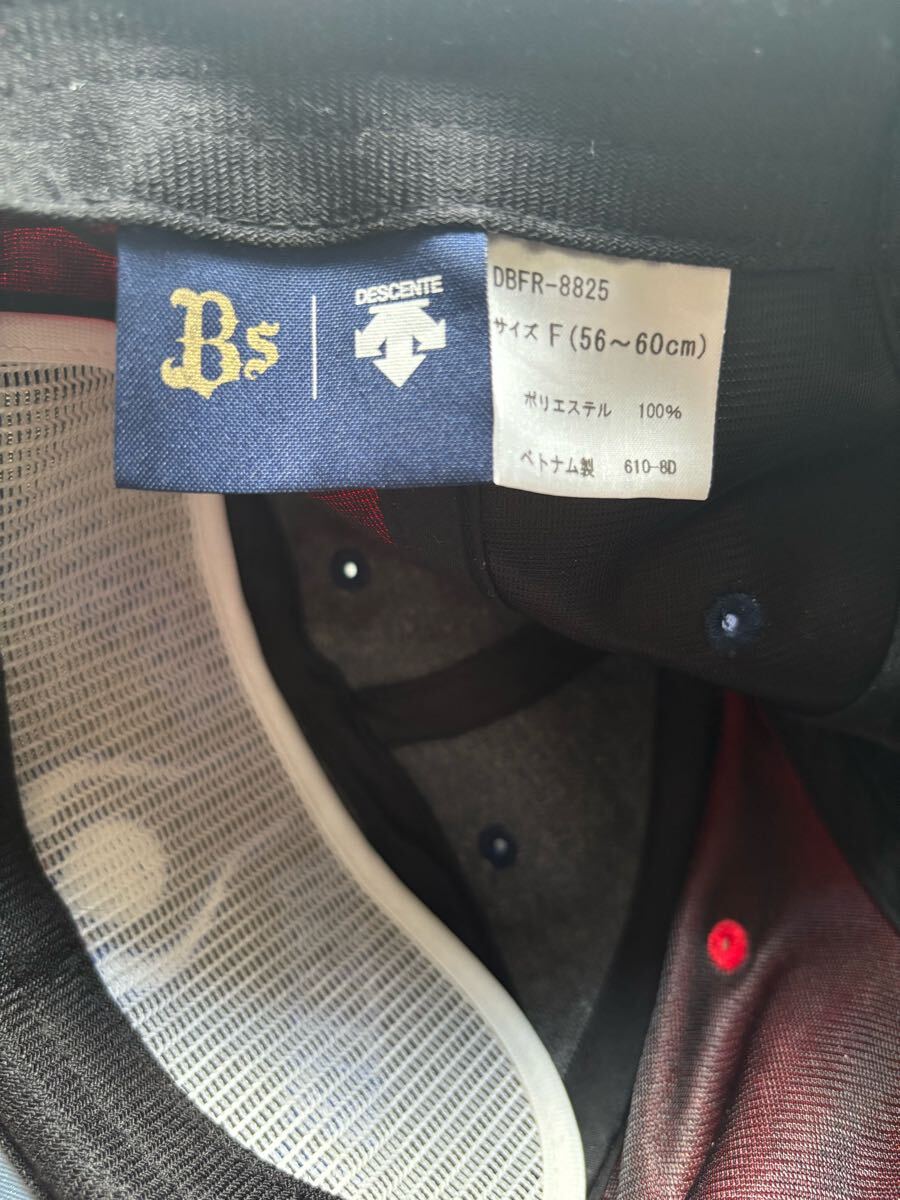 Bs
DESCENTE
DBFR-8825
サイズ F(56～60cm)
ポリエステル 100%
ベトナム製 610-8D